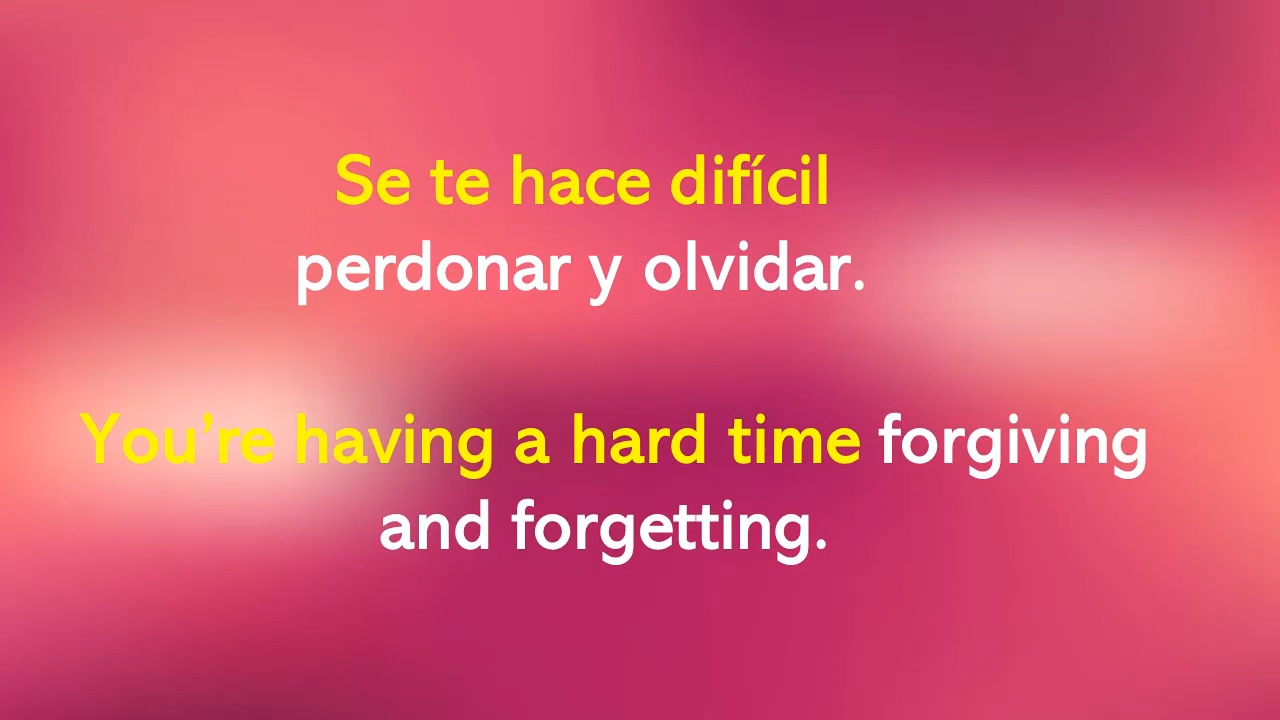 Se te hace difícil
perdonar y olvidar.
You’re having a hard time forgiving
and forgetting.